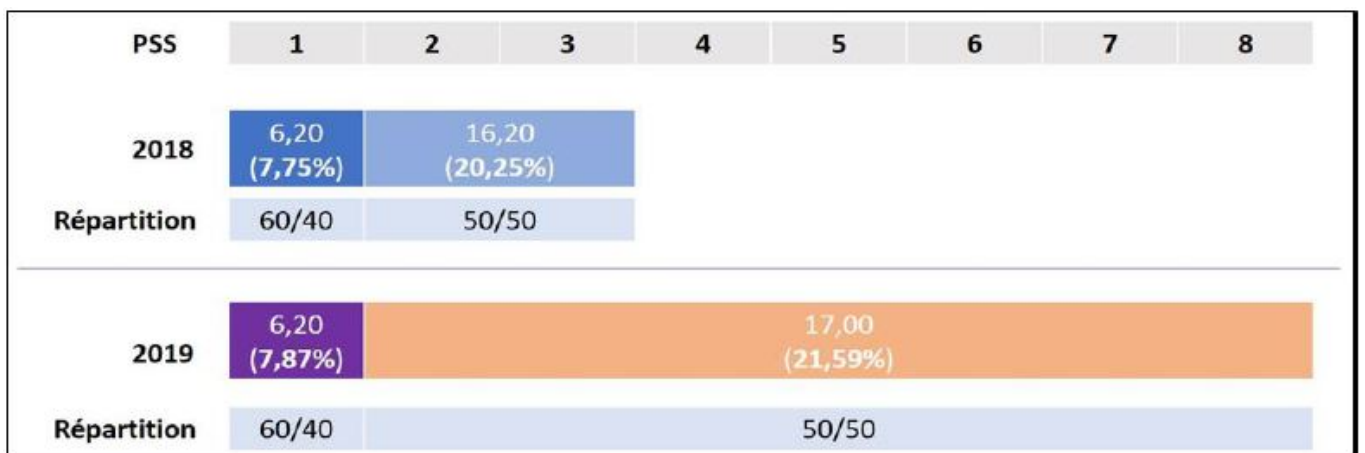 PSS 1 2 3 4 5 6 7 8
2018 6,20 16,20
(7,75%) (20,25%)
Répartition 60/40 50/50
2019 6,20 17,00
(7,87%) (21,59%)
Répartition 60/40 50/50